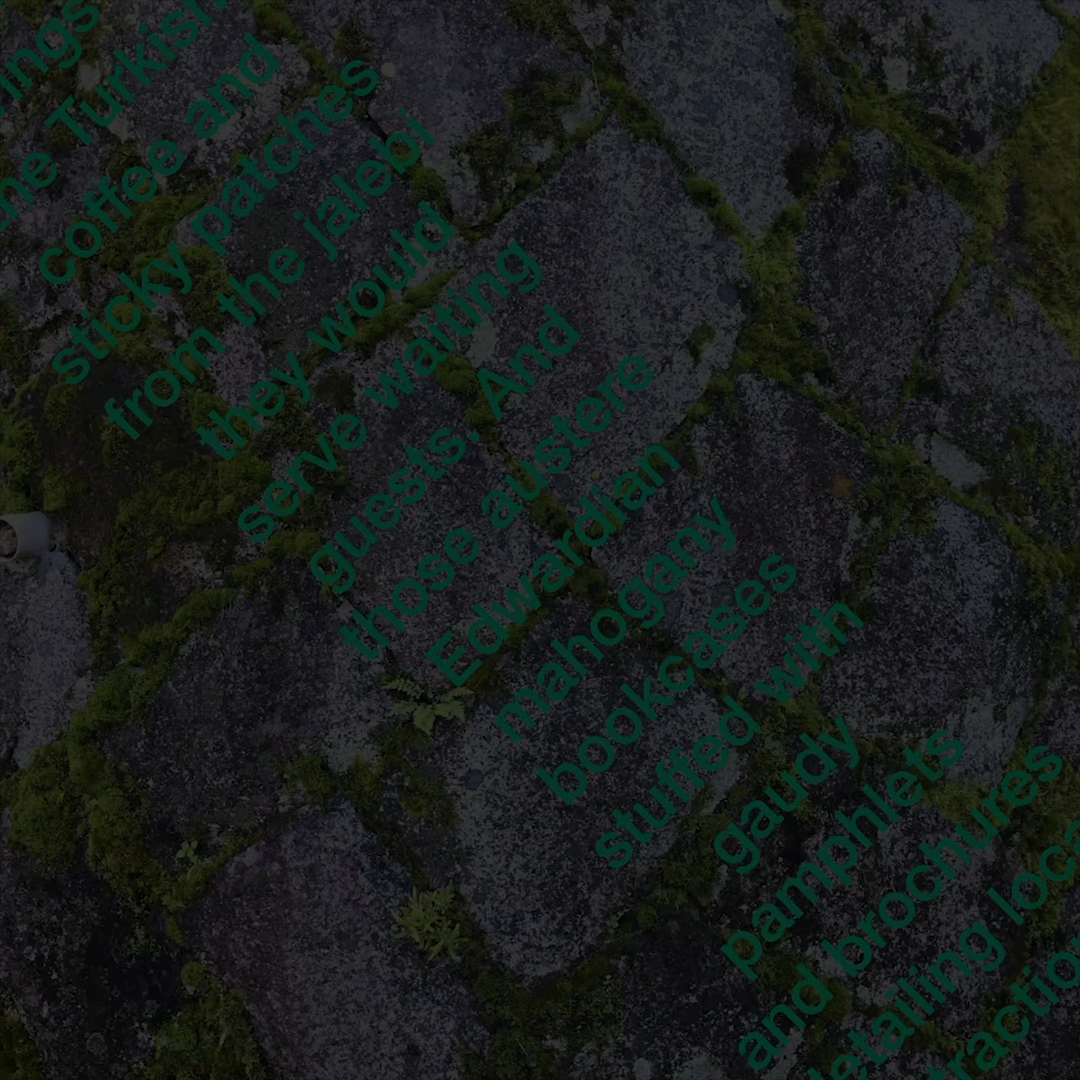 the Turkish
coffee and
sticky patches
from the jalebi
they would
serve waiting
guests. And
those austere
Edwardian
mahogany
bookcases
stuffed with
gaudy
pamphlets
and brochures
detailing